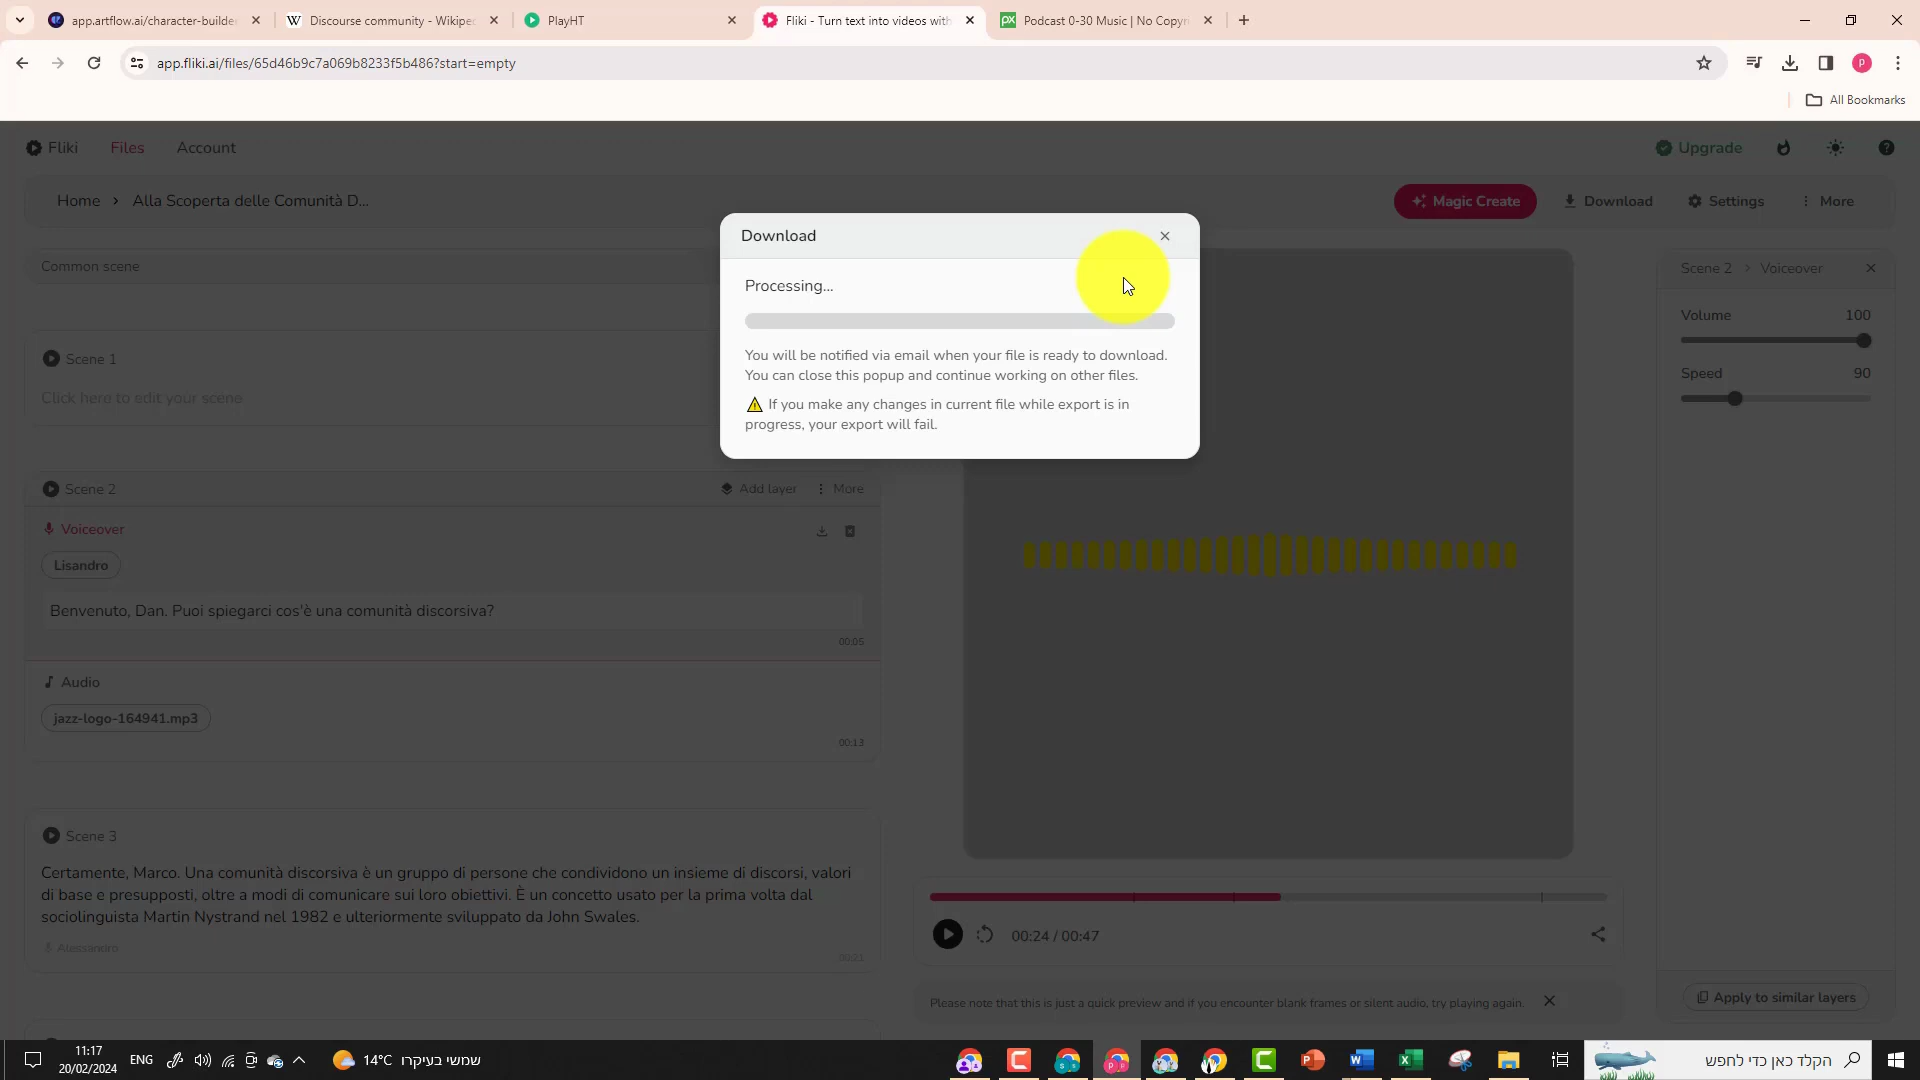 app.artflow.ai/character-builder
Discourse community - Wikiped
PlayHT
Fliki - Turn text into videos with
Podcast 0-30 Music | No Copyri
app.fliki.ai/files/65d46b9c7a069b8233f5b486?start=empty
P
All Bookmarks
Fliki
Files
Account
Upgrade
Home
Alla Scoperta delle Comunità D...
Magic Create
Download
Settings
More
Download
Processing...
You will be notified via email when your file is ready to download.
You can close this popup and continue working on other files.
If you make any changes in current file while export is in
progress, your export will fail.
Common scene
Scene 1
Click here to edit your scene
Scene 2
Add layer
More
Voiceover
Lisandro
Benvenuto, Dan. Puoi spiegarci cos'è una comunità discorsiva?
00:05
Audio
jazz-logo-164941.mp3
00:13
Scene 3
Certamente, Marco. Una comunità discorsiva è un gruppo di persone che condividono un insieme di discorsi, valori
di base e presupposti, oltre a modi di comunicare sui loro obiettivi. È un concetto usato per la prima volta dal
sociolinguista Martin Nystrand nel 1982 e ulteriormente sviluppato da John Swales.
Alessandro
00:21
Scene 2 > Voiceover
Volume 100
Speed 90
00:24 / 00:47
Please note that this is just a quick preview and if you encounter blank frames or silent audio, try playing again.
Apply to similar layers
11:17
20/02/2024
ENG
14°C שמשי בעיקרו
הקלד כאן כדי לחפש